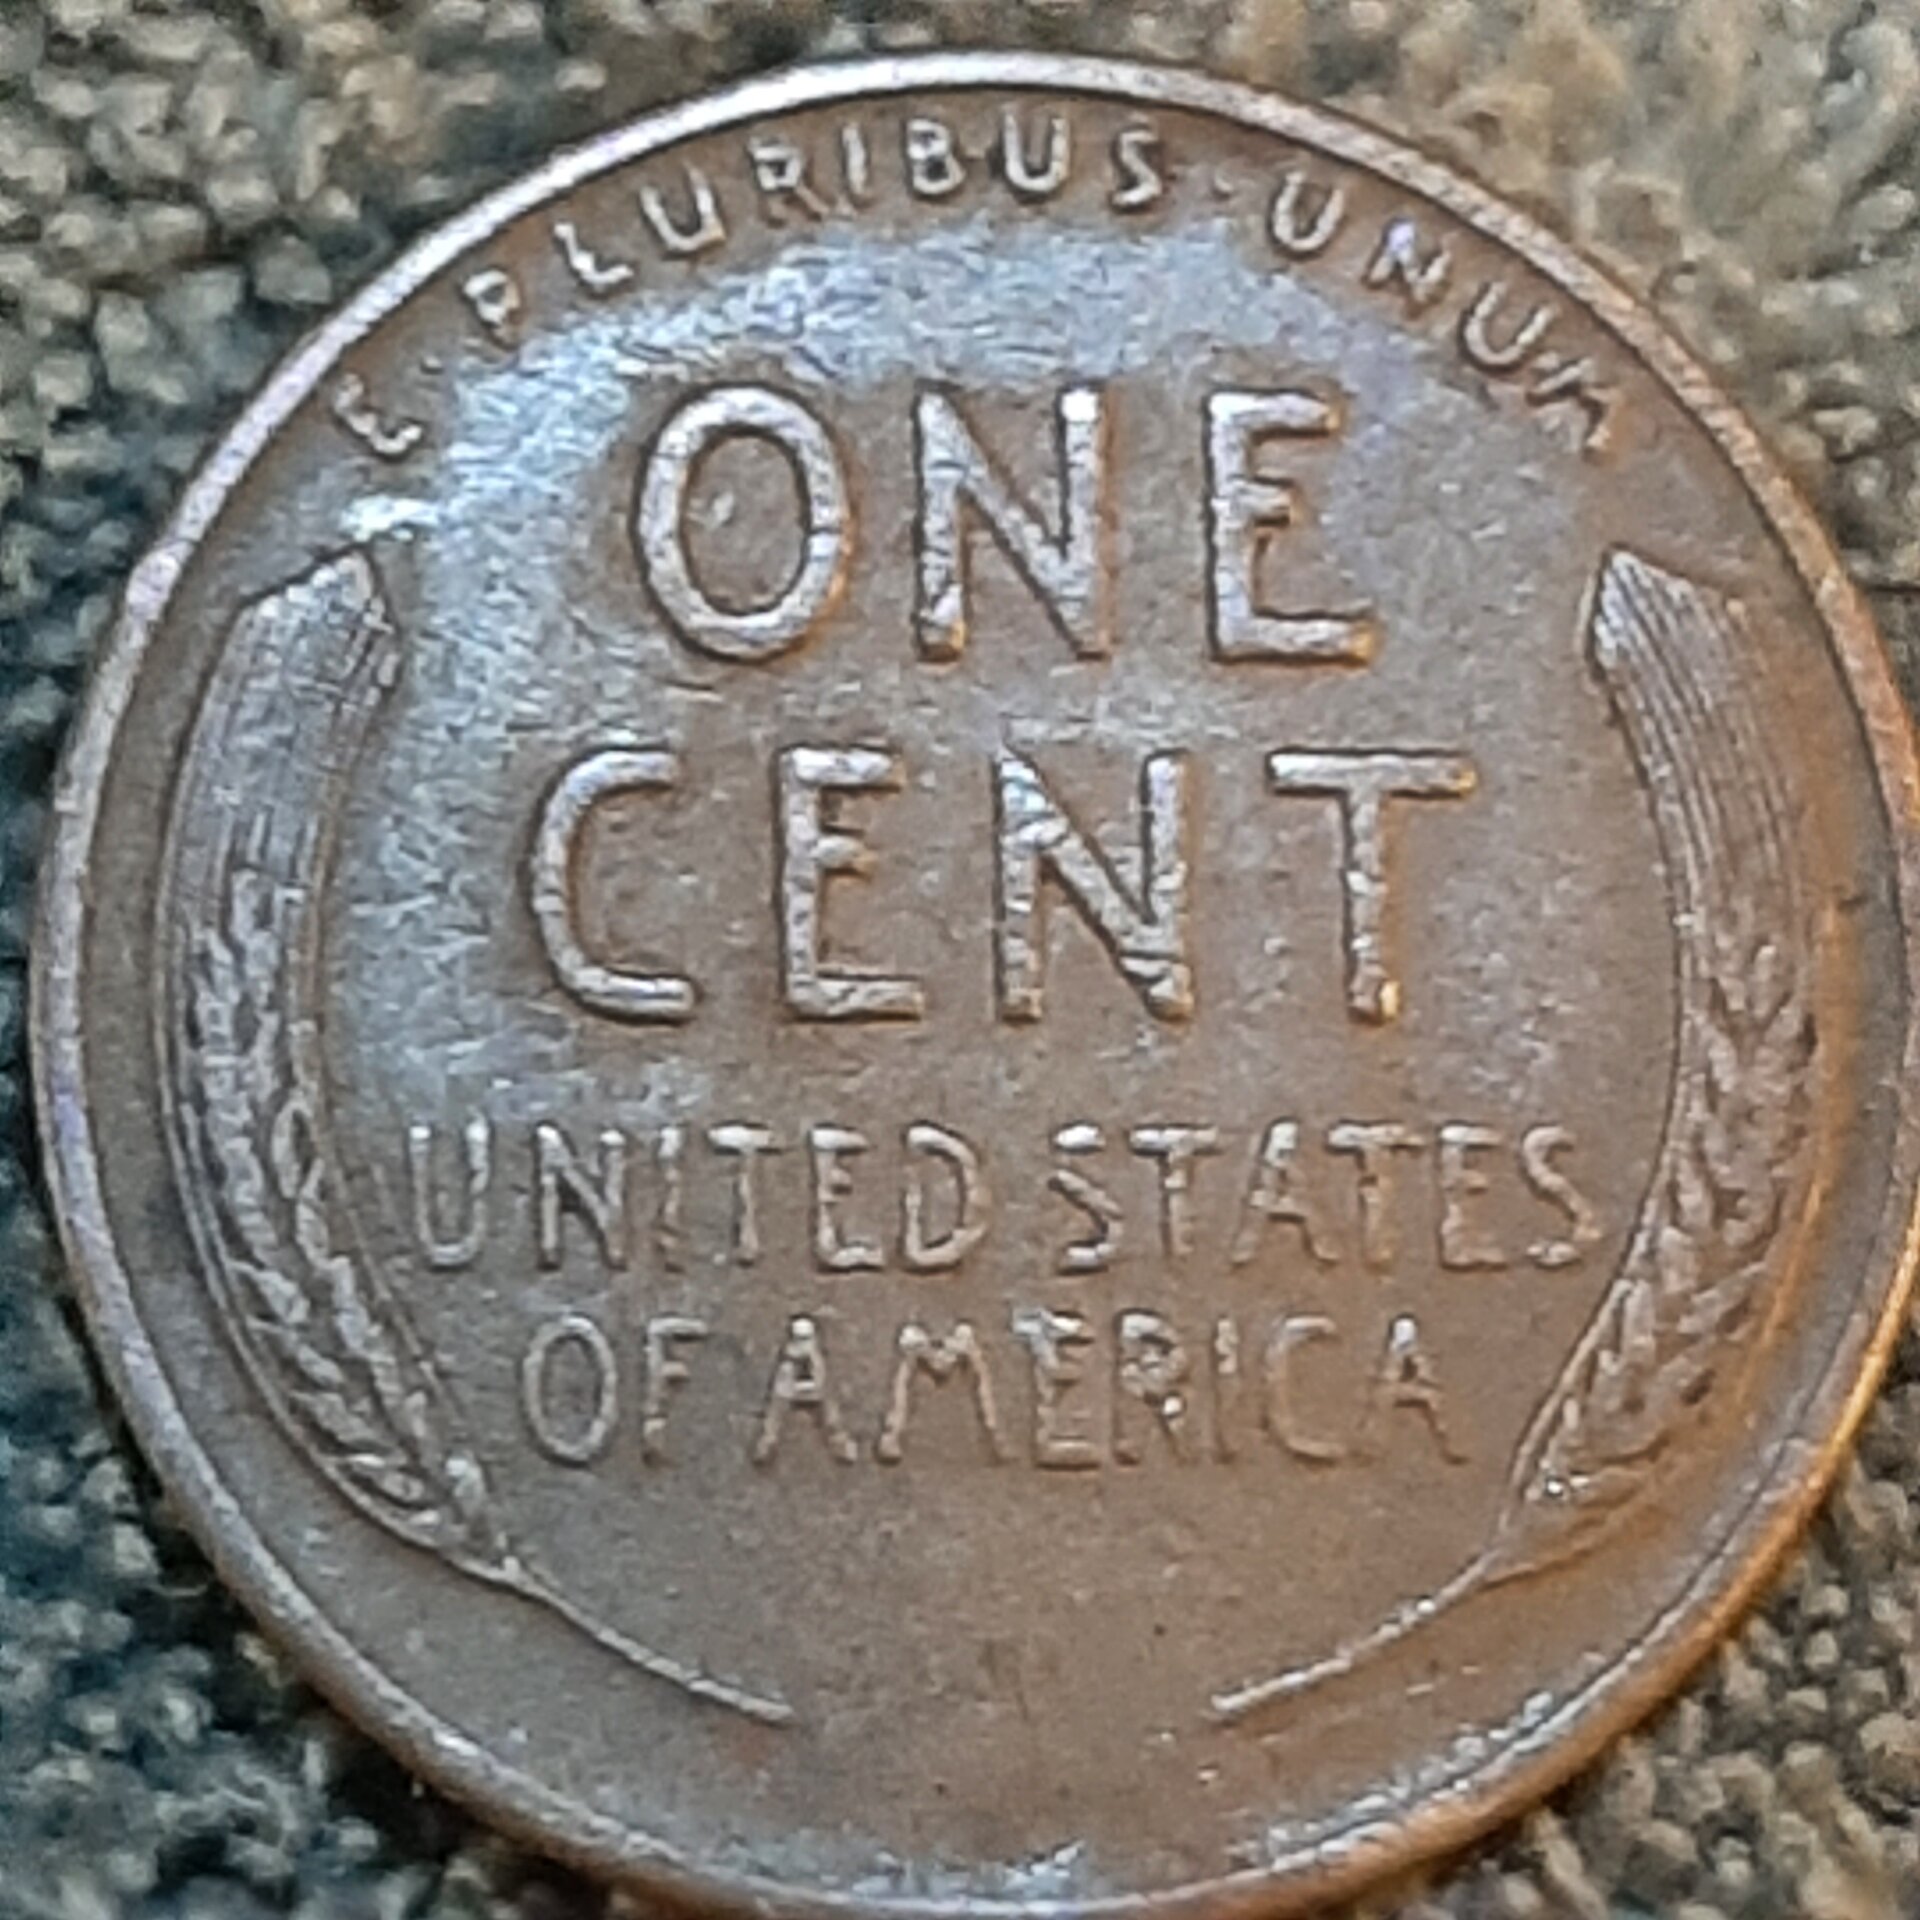 E·PLURIBUS·UNUM
ONE
CENT
UNITED STATES
OF AMERICA